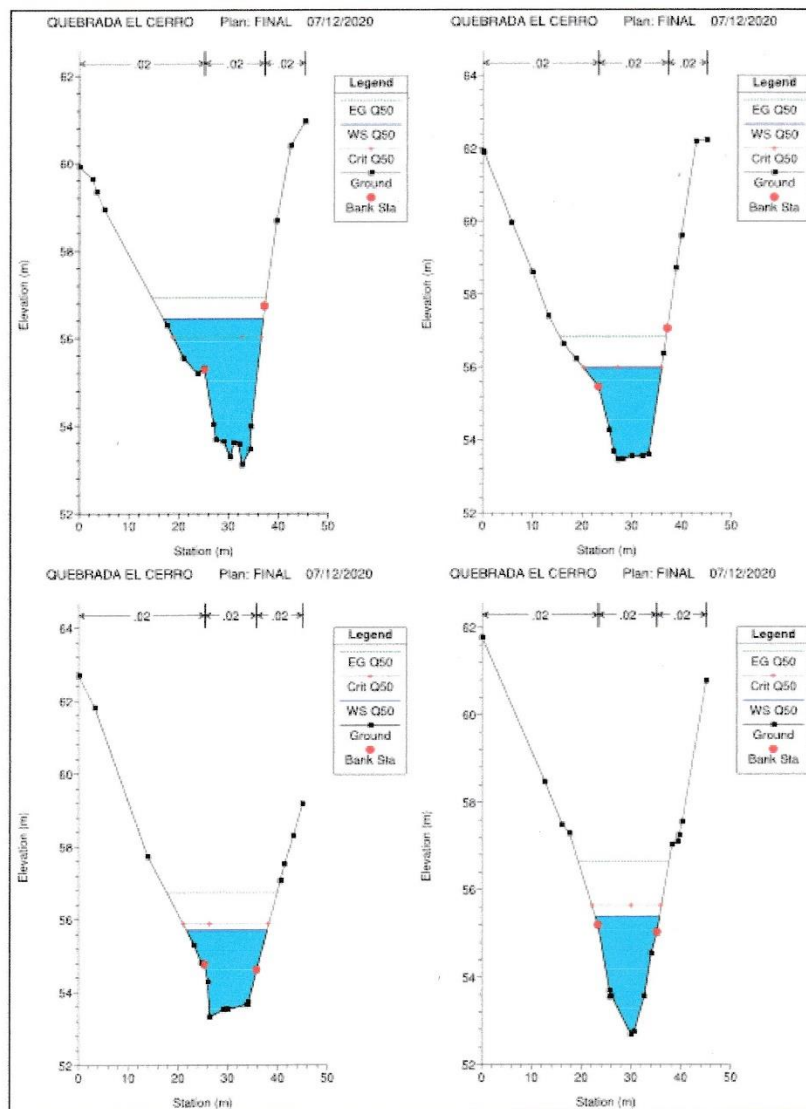 QUEBRADA EL CERRO Plan: FINAL 07/12/2020
.02 .02 .02
Legend
EG Q50
WS Q50
Crit Q50
Ground
Bank Sta
Elevation (m)
62
60
58
56
54
52
0 10 20 30 40 50
Station (m)
QUEBRADA EL CERRO Plan: FINAL 07/12/2020
.02 .02 .02
Legend
EG Q50
WS Q50
Crit Q50
Ground
Bank Sta
Elevation (m)
64
62
60
58
56
54
52
0 10 20 30 40 50
Station (m)
QUEBRADA EL CERRO Plan: FINAL 07/12/2020
.02 .02 .02
Legend
EG Q50
Crit Q50
WS Q50
Ground
Bank Sta
Elevation (m)
64
62
60
58
56
54
52
0 10 20 30 40 50
Station (m)
QUEBRADA EL CERRO Plan: FINAL 07/12/2020
.02 .02 .02
Legend
EG Q50
Crit Q50
WS Q50
Ground
Bank Sta
Elevation (m)
62
60
58
56
54
52
0 10 20 30 40 50
Station (m)